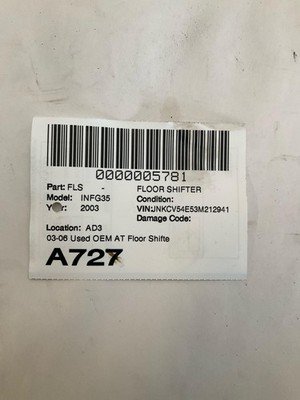 0000005781
Part: FLS - FLOOR SHIFTER
Model: INFG35 Condition:
Year: 2003 VIN:JNKCV54E53M212941
Damage Code:
Location: AD3
03-06 Used OEM AT Floor Shifte
A727